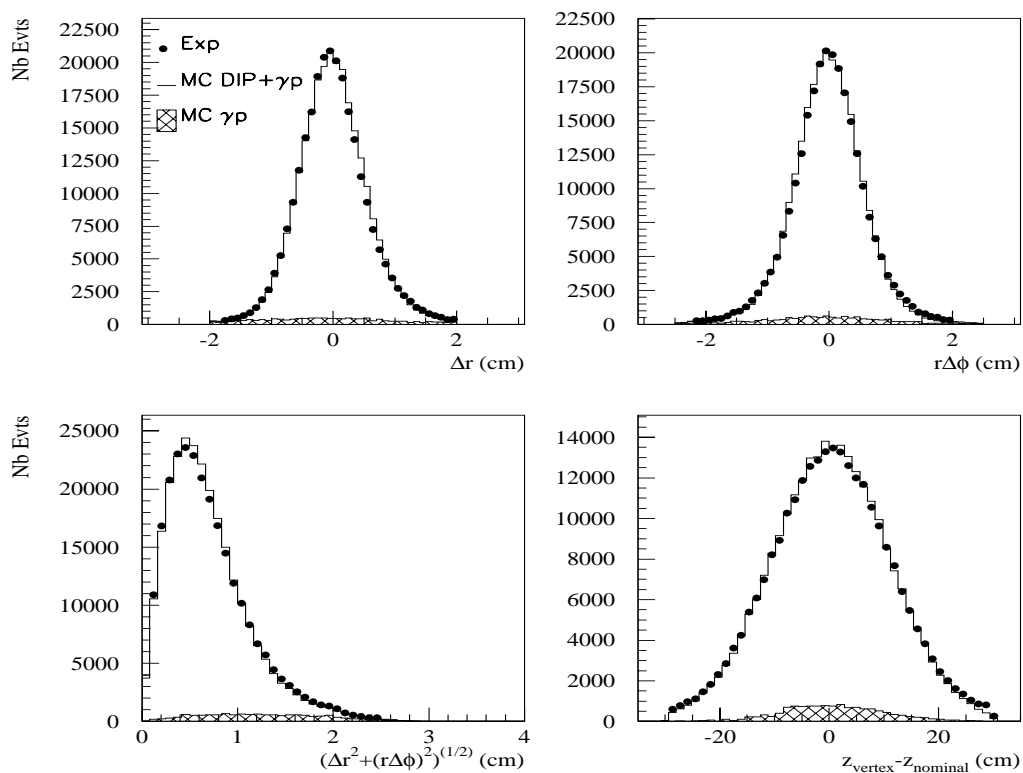 Nb Evts
22500
20000
17500
15000
12500
10000
7500
5000
2500
0
-2 0 2
Δr (cm)
Exp
MC DIP+γp
MC γp
22500
20000
17500
15000
12500
10000
7500
5000
2500
0
-2 0 2
rΔϕ (cm)
Nb Evts
25000
20000
15000
10000
5000
0
0 1 2 3 4
(Δr²+(rΔϕ)²)^(1/2) (cm)
14000
12000
10000
8000
6000
4000
2000
0
-20 0 20
z_vertex-z_nominal (cm)